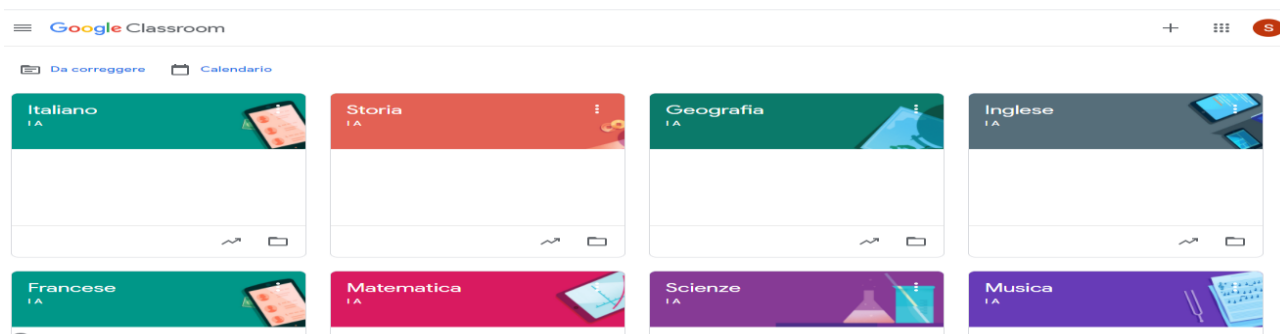 Google Classroom
S
Da correggere Calendario
Italiano
I A
Storia
I A
Geografia
I A
Inglese
I A
Francese
I A
Matematica
I A
Scienze
I A
Musica
I A